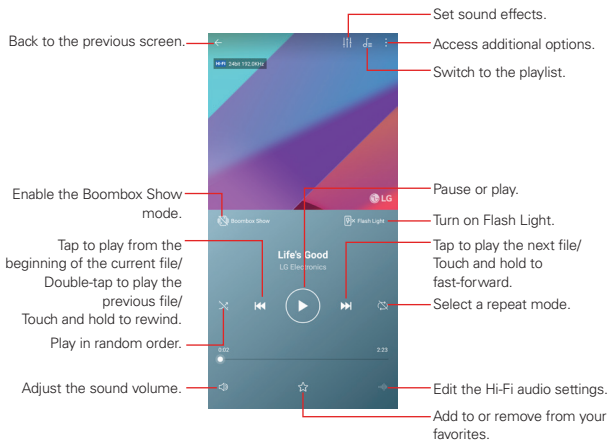 Set sound effects.
Back to the previous screen.
Access additional options.
Switch to the playlist.
Hi-Fi 24bit 192.0KHz
LG
Enable the Boombox Show
mode.
Boombox Show
Flash Light
Pause or play.
Turn on Flash Light.
Tap to play from the
beginning of the current file/
Double-tap to play the
previous file/
Touch and hold to rewind.
Life's Good
LG Electronics
Tap to play the next file/
Touch and hold to
fast-forward.
Select a repeat mode.
Play in random order.
0:02
2:23
Adjust the sound volume.
Edit the Hi-Fi audio settings.
Add to or remove from your
favorites.